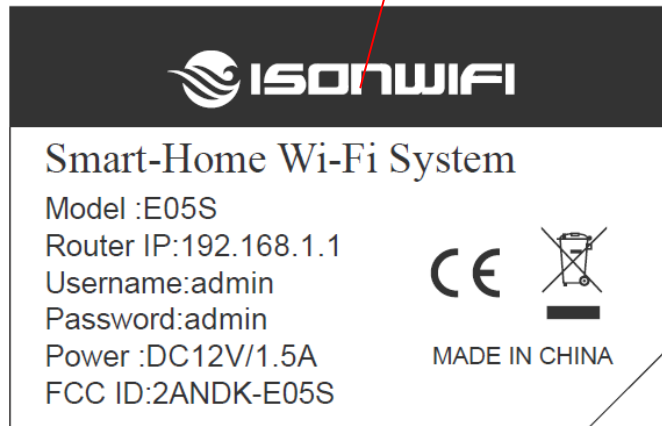 ISONWIFI
Smart-Home Wi-Fi System
Model :E05S
Router IP:192.168.1.1
Username:admin
Password:admin
Power :DC12V/1.5A
FCC ID:2ANDK-E05S
CE
MADE IN CHINA